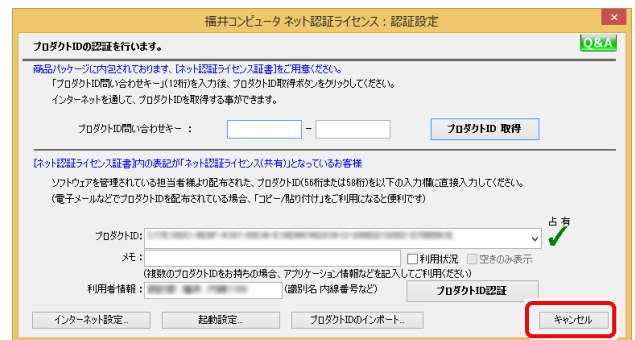 福井コンピュータ ネット認証ライセンス：認証設定
×
プロダクトIDの認証を行います。
Q&A
商品パッケージに内包されております、[ネット認証ライセンス証書]をご用意ください。
「プロダクトID問い合わせキー」(12桁)を入力後、プロダクトID取得ボタンをクリックしてください。
インターネットを通して、プロダクトIDを取得する事ができます。
プロダクトID問い合わせキー ：
－
プロダクトID 取得
[ネット認証ライセンス証書]内の表記が「ネット認証ライセンス(共有)」となっているお客様
ソフトウェアを管理されている担当者様より配布された、プロダクトID(56桁または58桁)を以下の入力欄に直接入力してください。
(電子メールなどでプロダクトIDを配布されている場合、「コピー/貼り付け」をご利用になると便利です)
占有
プロダクトID:
メモ：
利用状況
空きのみ表示
(複数のプロダクトIDをお持ちの場合、アプリケーション情報などを記入してご利用ください)
利用者情報：
(識別名 内線番号など)
プロダクトID認証
インターネット設定...
起動設定...
プロダクトIDのインポート...
キャンセル